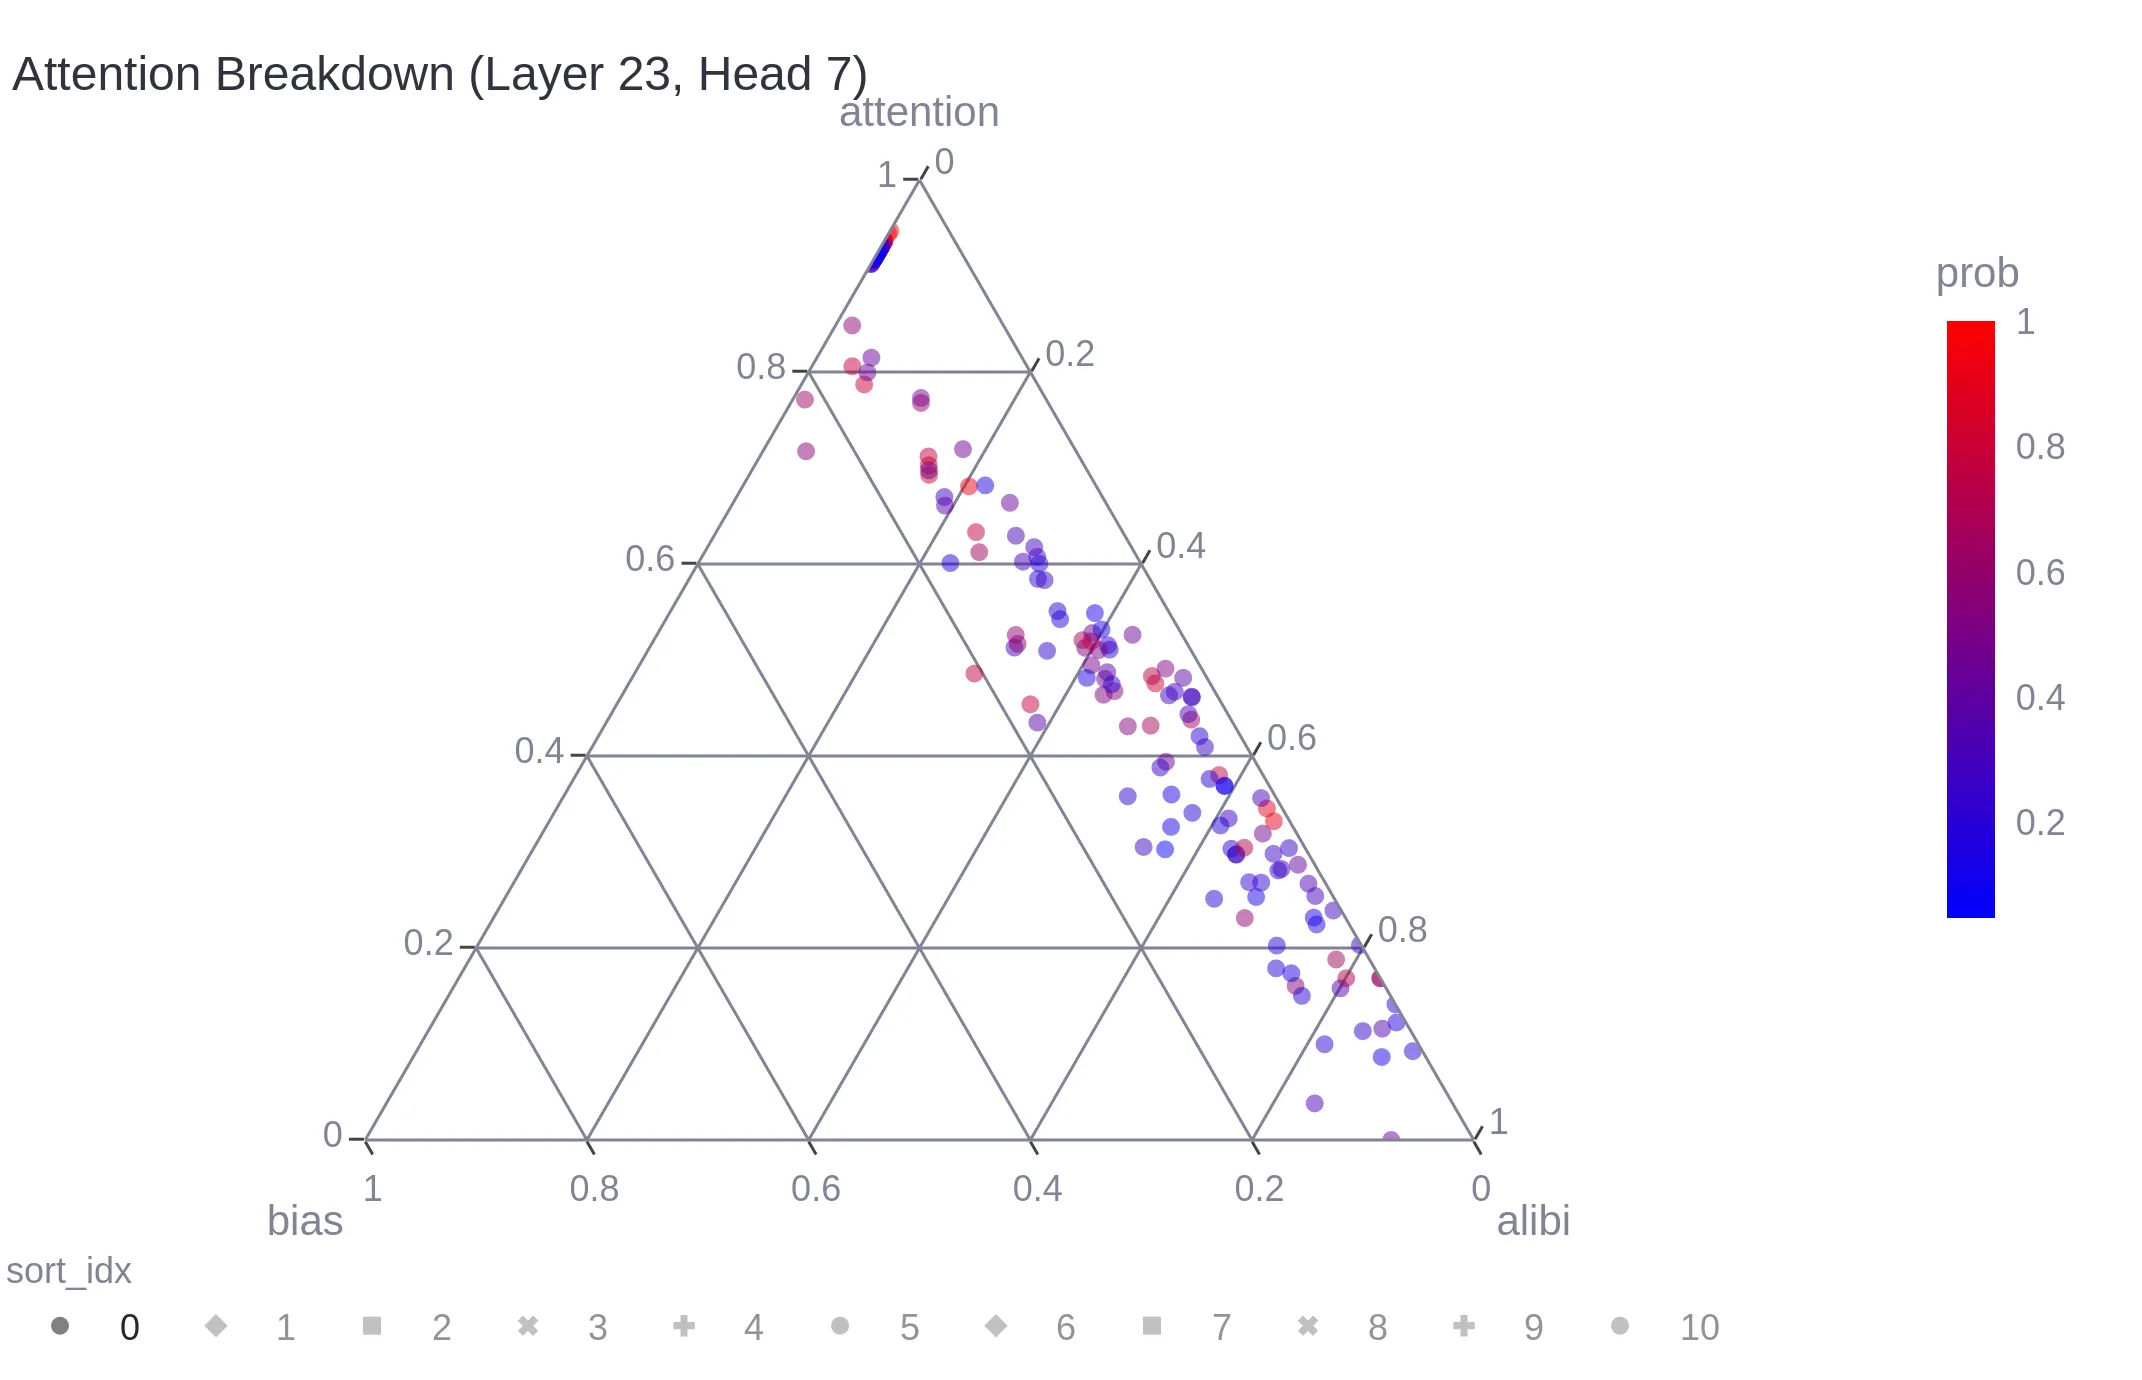 Attention Breakdown (Layer 23, Head 7)
attention
1 0
0.8 0.2
0.6 0.4
0.4 0.6
0.2 0.8
0 1
1 0.8 0.6 0.4 0.2 0
bias alibi
prob
1
0.8
0.6
0.4
0.2
sort_idx
0 1 2 3 4 5 6 7 8 9 10